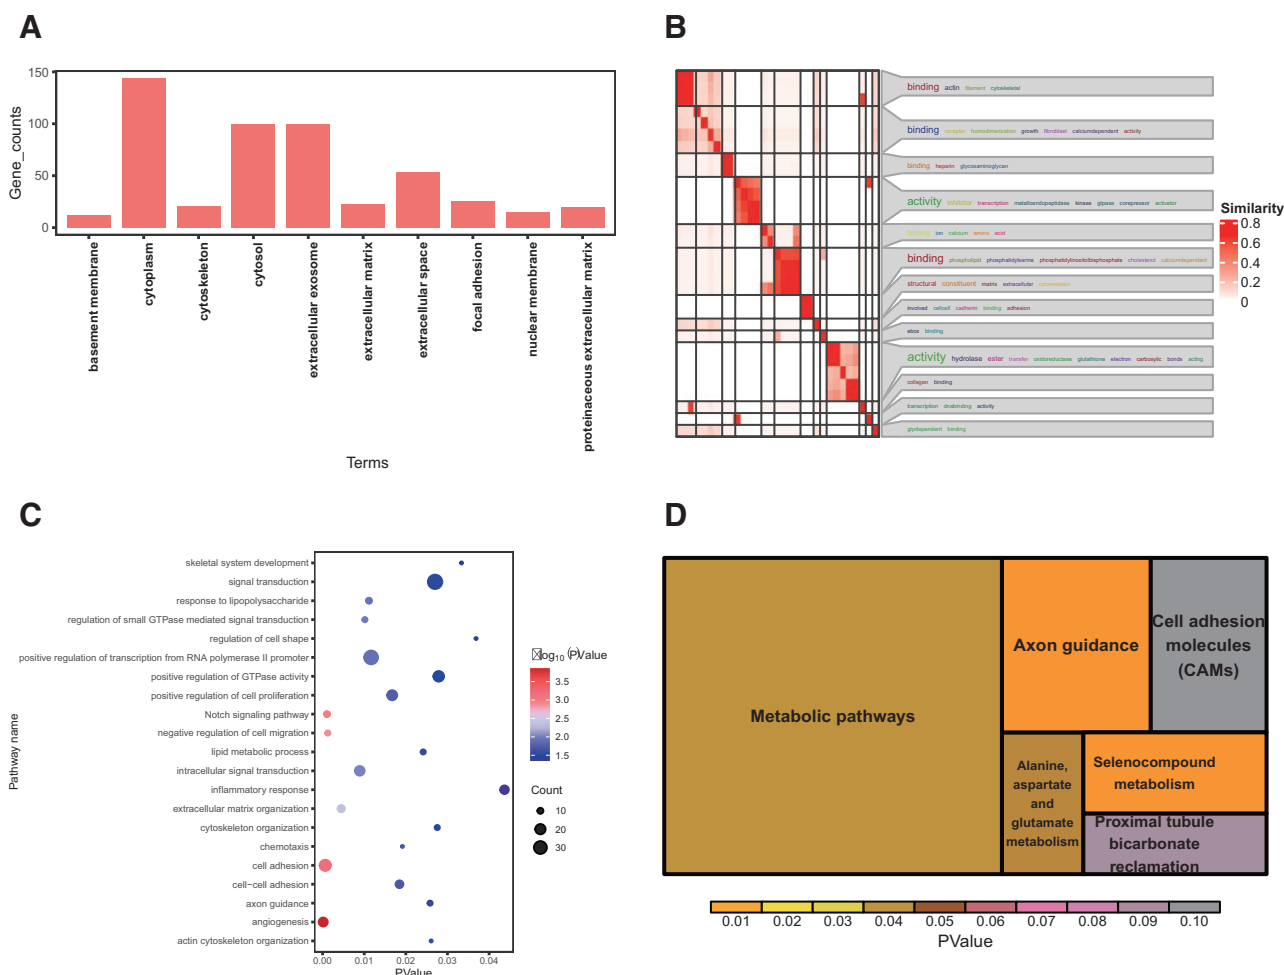 A
150
100
50
0
Gene_counts
basement membrane
cytoplasm
cytoskeleton
cytosol
extracellular exosome
extracellular matrix
extracellular space
focal adhesion
nuclear membrane
proteinaceous extracellular matrix
Terms
B
binding actin filament cytoskeletal
binding receptor homodimerization growth fibroblast calciumdependent activity
binding heparin glycosaminoglycan
activity inhibitor transcription metalloendopeptidase kinase gtpase corepressor activator
ion calcium amino acid
binding phospholipid phosphatidylserine phosphatidylinositolbisphosphate cholesterol calciumdependent
structural constituent matrix extracellular cytoskeleton
involved cellcell cadherin binding adhesion
ebox binding
activity hydrolase ester transfer oxidoreductase glutathione electron carboxylic bonds acting
collagen binding
transcription dnabinding activity
gtpdependent binding
Similarity
0.8
0.6
0.4
0.2
0
C
Pathway name
skeletal system development
signal transduction
response to lipopolysaccharide
regulation of small GTPase mediated signal transduction
regulation of cell shape
positive regulation of transcription from RNA polymerase II promoter
positive regulation of GTPase activity
positive regulation of cell proliferation
Notch signaling pathway
negative regulation of cell migration
lipid metabolic process
intracellular signal transduction
inflammatory response
extracellular matrix organization
cytoskeleton organization
chemotaxis
cell adhesion
cell−cell adhesion
axon guidance
angiogenesis
actin cytoskeleton organization
0.00 0.01 0.02 0.03 0.04
PValue
log10 (PValue
3.5
3.0
2.5
2.0
1.5
Count
10
20
30
D
Metabolic pathways
Axon guidance
Cell adhesion
molecules
(CAMs)
Alanine,
aspartate
and
glutamate
metabolism
Selenocompound
metabolism
Proximal tubule
bicarbonate
reclamation
0.01 0.02 0.03 0.04 0.05 0.06 0.07 0.08 0.09 0.10
PValue